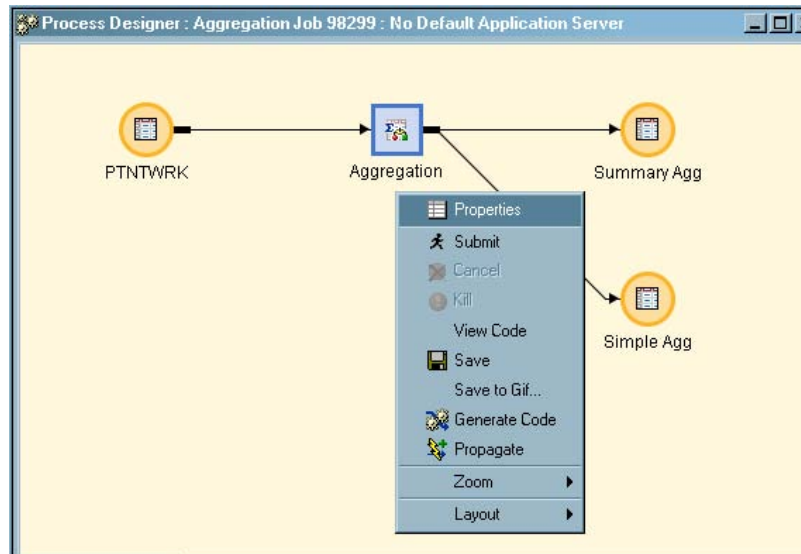 Process Designer : Aggregation Job 98299 : No Default Application Server
PTNTWRK
Aggregation
Summary Agg
Simple Agg
Properties
Submit
Cancel
Kill
View Code
Save
Save to Gif...
Generate Code
Propagate
Zoom
Layout